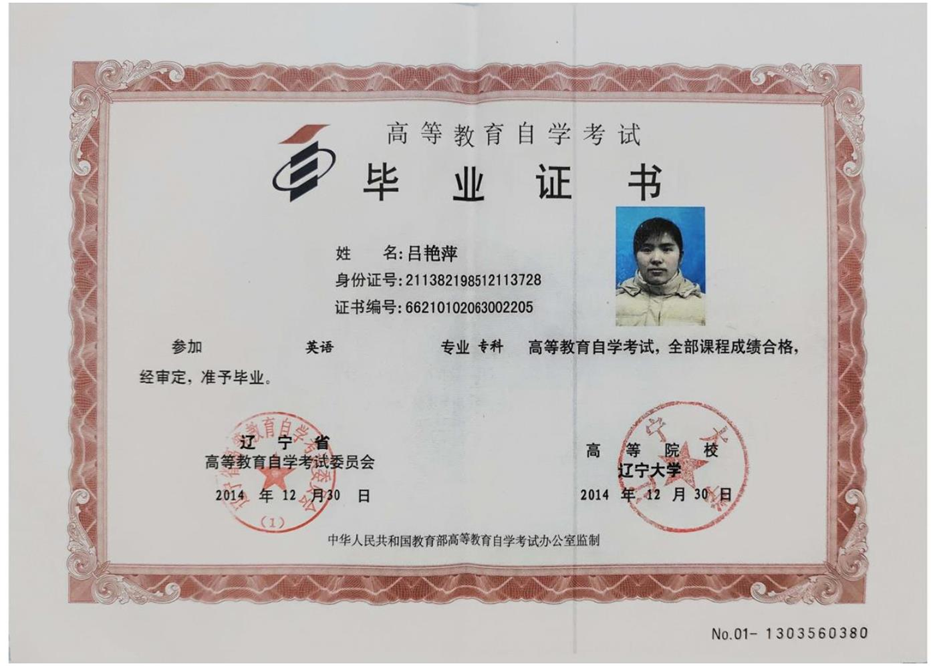 高等教育自学考试
毕业证书
姓 名:吕艳萍
身份证号:211382198512113728
证书编号:66210102063002205
参加 英语 专业 专科 高等教育自学考试，全部课程成绩合格，
经审定，准予毕业。
辽宁省
高等教育自学考试委员会
2014 年 12 月 30 日
(1)
高等院校
辽宁大学
2014 年 12 月 30 日
辽宁大学
中华人民共和国教育部高等教育自学考试办公室监制
No.01- 1303560380